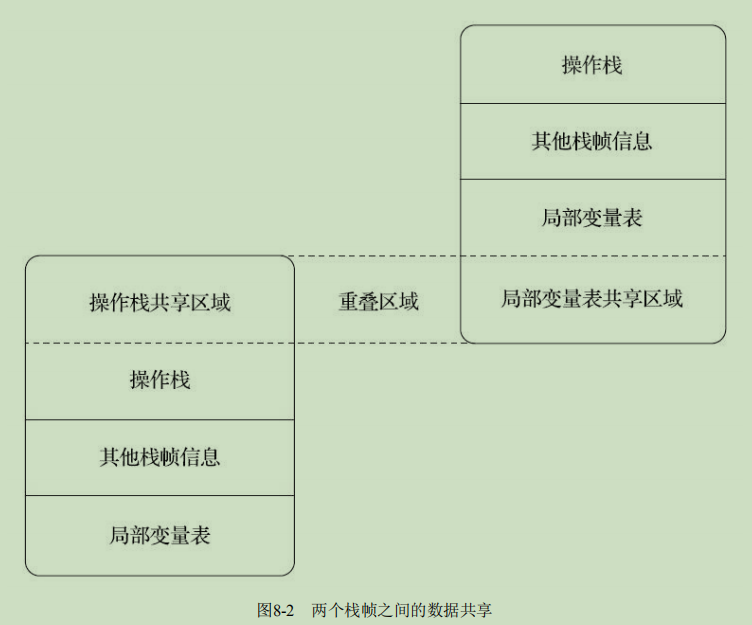 操作栈
其他栈帧信息
局部变量表
局部变量表共享区域
重叠区域
操作栈共享区域
操作栈
其他栈帧信息
局部变量表
图8-2 两个栈帧之间的数据共享